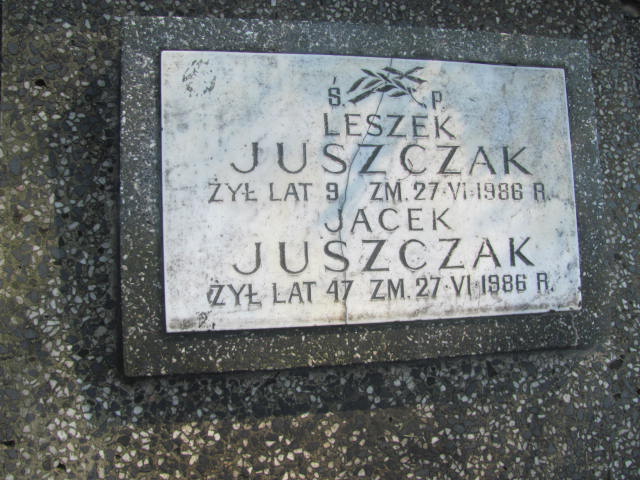 Ś. P.
LESZEK
JUSZCZAK
ŻYŁ LAT 9 ZM. 27·VI·1986 R.
JACEK
JUSZCZAK
ŻYŁ LAT 47 ZM. 27·VI·1986 R.